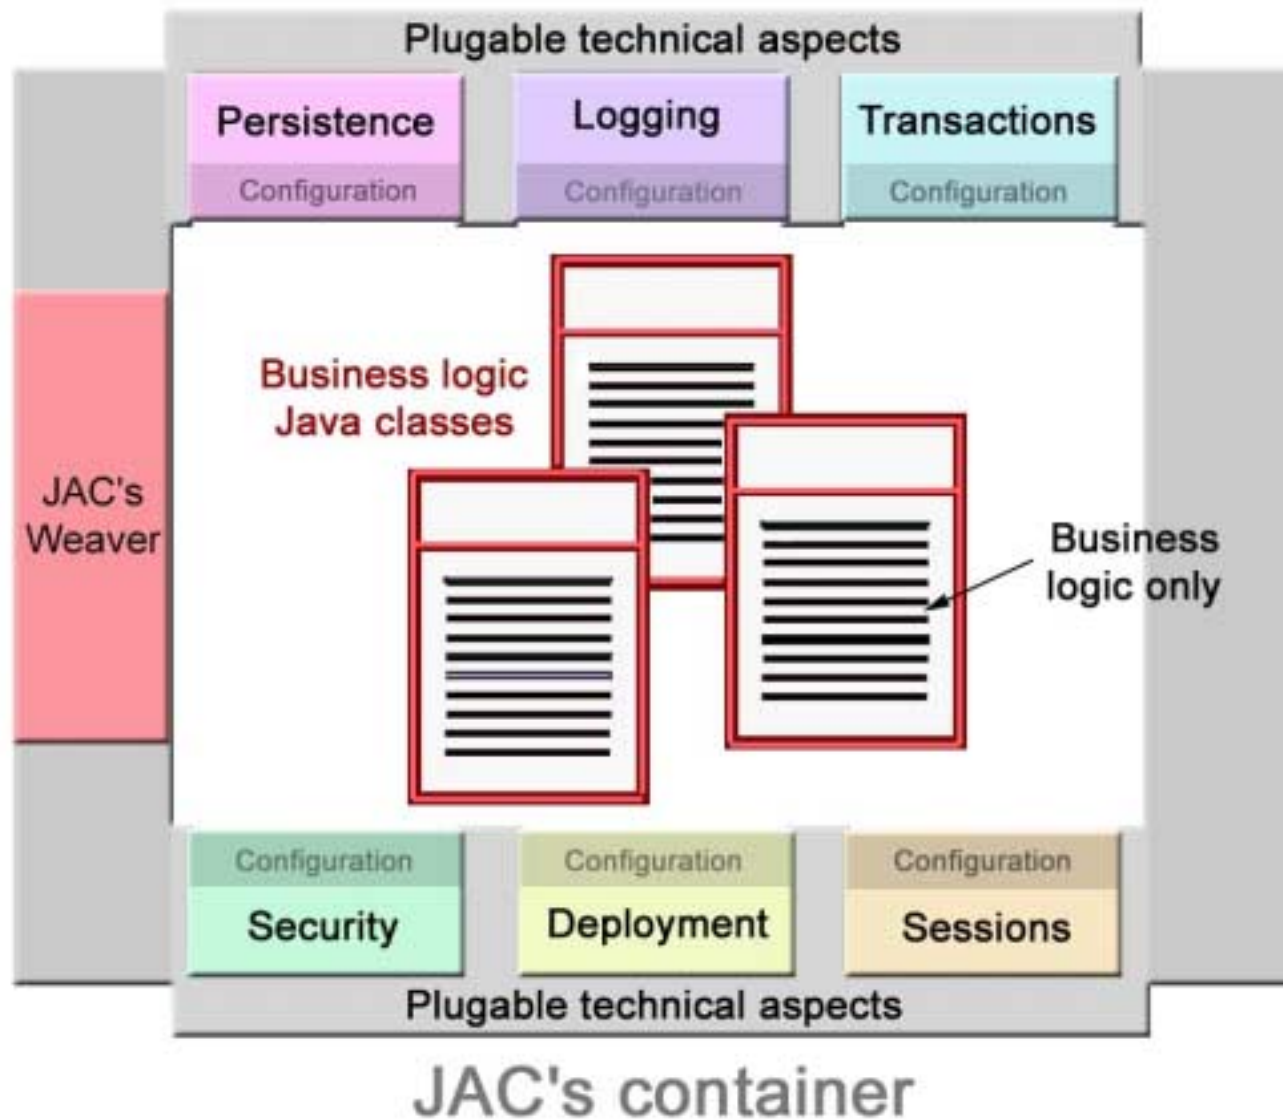 Plugable technical aspects
Persistence
Configuration
Logging
Configuration
Transactions
Configuration
Business logic
Java classes
JAC's
Weaver
Business
logic only
Configuration
Security
Configuration
Deployment
Configuration
Sessions
Plugable technical aspects
JAC's container